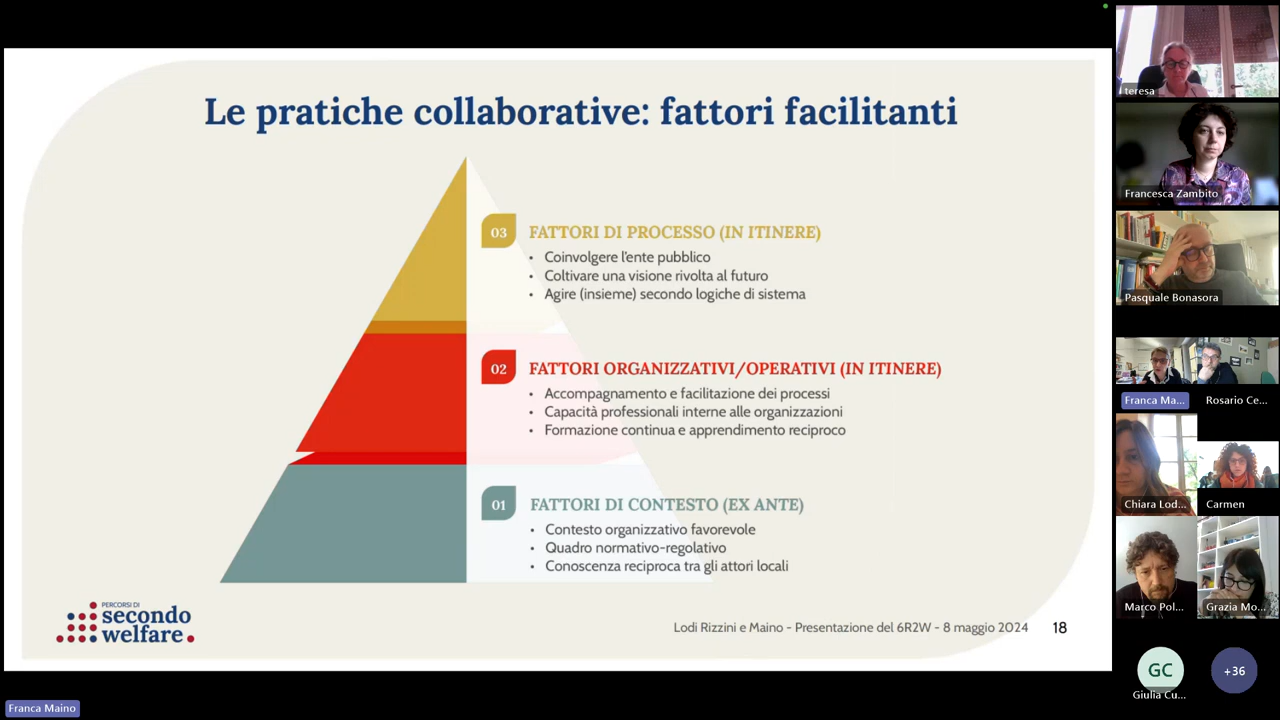 Le pratiche collaborative: fattori facilitanti
03
FATTORI DI PROCESSO (IN ITINERE)
• Coinvolgere l'ente pubblico
• Coltivare una visione rivolta al futuro
• Agire (insieme) secondo logiche di sistema
02
FATTORI ORGANIZZATIVI/OPERATIVI (IN ITINERE)
• Accompagnamento e facilitazione dei processi
• Capacità professionali interne alle organizzazioni
• Formazione continua e apprendimento reciproco
01
FATTORI DI CONTESTO (EX ANTE)
• Contesto organizzativo favorevole
• Quadro normativo-regolativo
• Conoscenza reciproca tra gli attori locali
PERCORSI DI
secondo
welfare
Lodi Rizzini e Maino - Presentazione del 6R2W - 8 maggio 2024
18
Franca Maino
teresa
Francesca Zambito
Pasquale Bonasora
Franca Ma...
Rosario Ce...
Chiara Lod...
Carmen
Marco Pol...
Grazia Mo...
GC
Giulia Cu...
+36